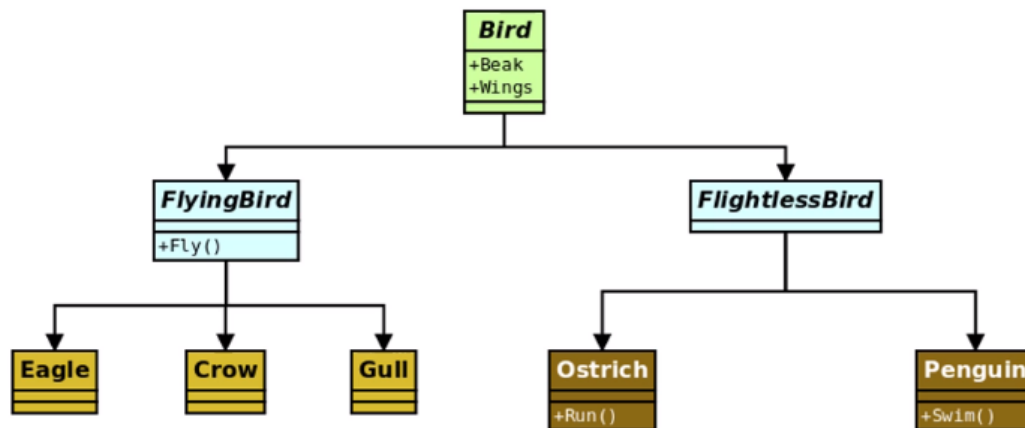 Bird
+Beak
+Wings
FlyingBird
+Fly()
FlightlessBird
Eagle
Crow
Gull
Ostrich
+Run()
Penguin
+Swim()